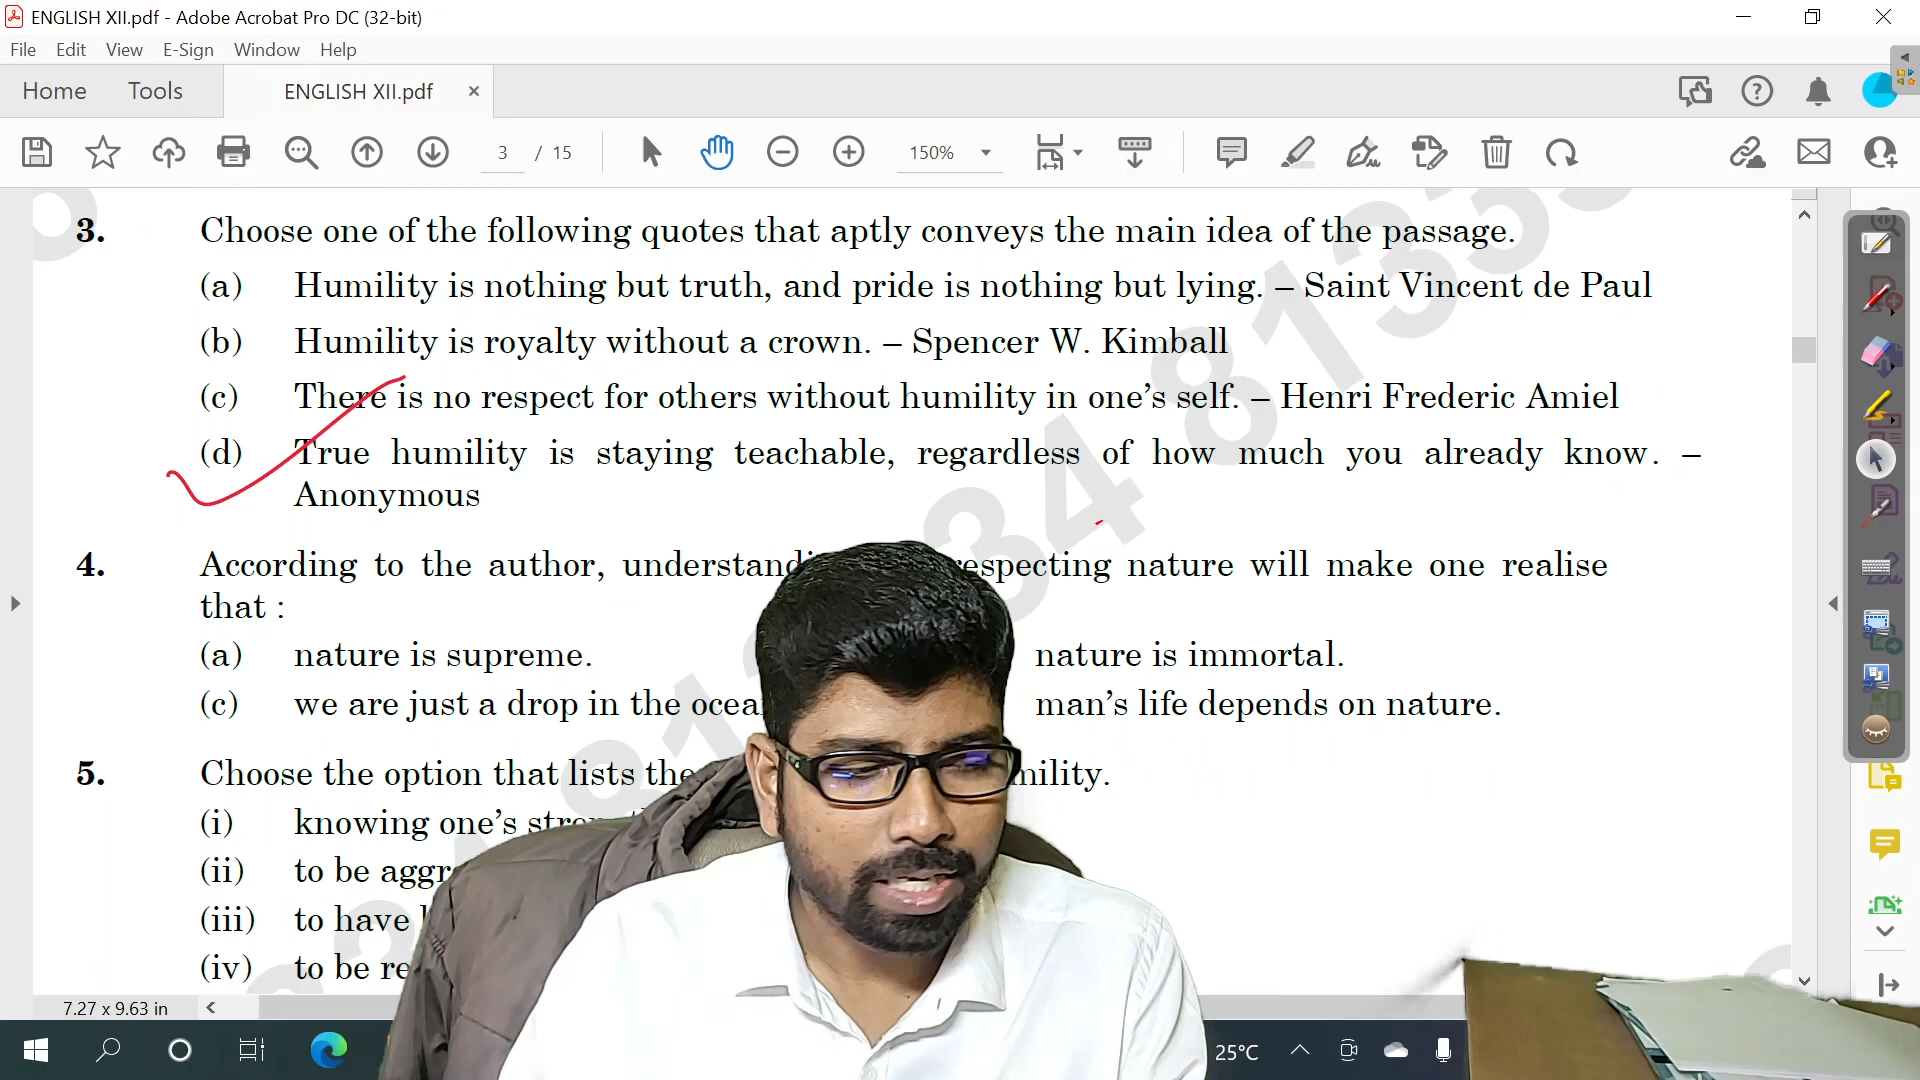 ENGLISH XII.pdf - Adobe Acrobat Pro DC (32-bit)
File Edit View E-Sign Window Help
Home Tools ENGLISH XII.pdf ×
3 / 15 150%
3. Choose one of the following quotes that aptly conveys the main idea of the passage.
(a) Humility is nothing but truth, and pride is nothing but lying. – Saint Vincent de Paul
(b) Humility is royalty without a crown. – Spencer W. Kimball
(c) There is no respect for others without humility in one's self. – Henri Frederic Amiel
(d) True humility is staying teachable, regardless of how much you already know. –
Anonymous
4. According to the author, nature will make one realise
that :
(a) nature is supreme. nature is immortal.
(c) we are just a drop in the man's life depends on nature.
5. Choose the option that lists the
(i) knowing one's
(ii) to be
(iii) to have
(iv) to be
7.27 x 9.63 in
25°C